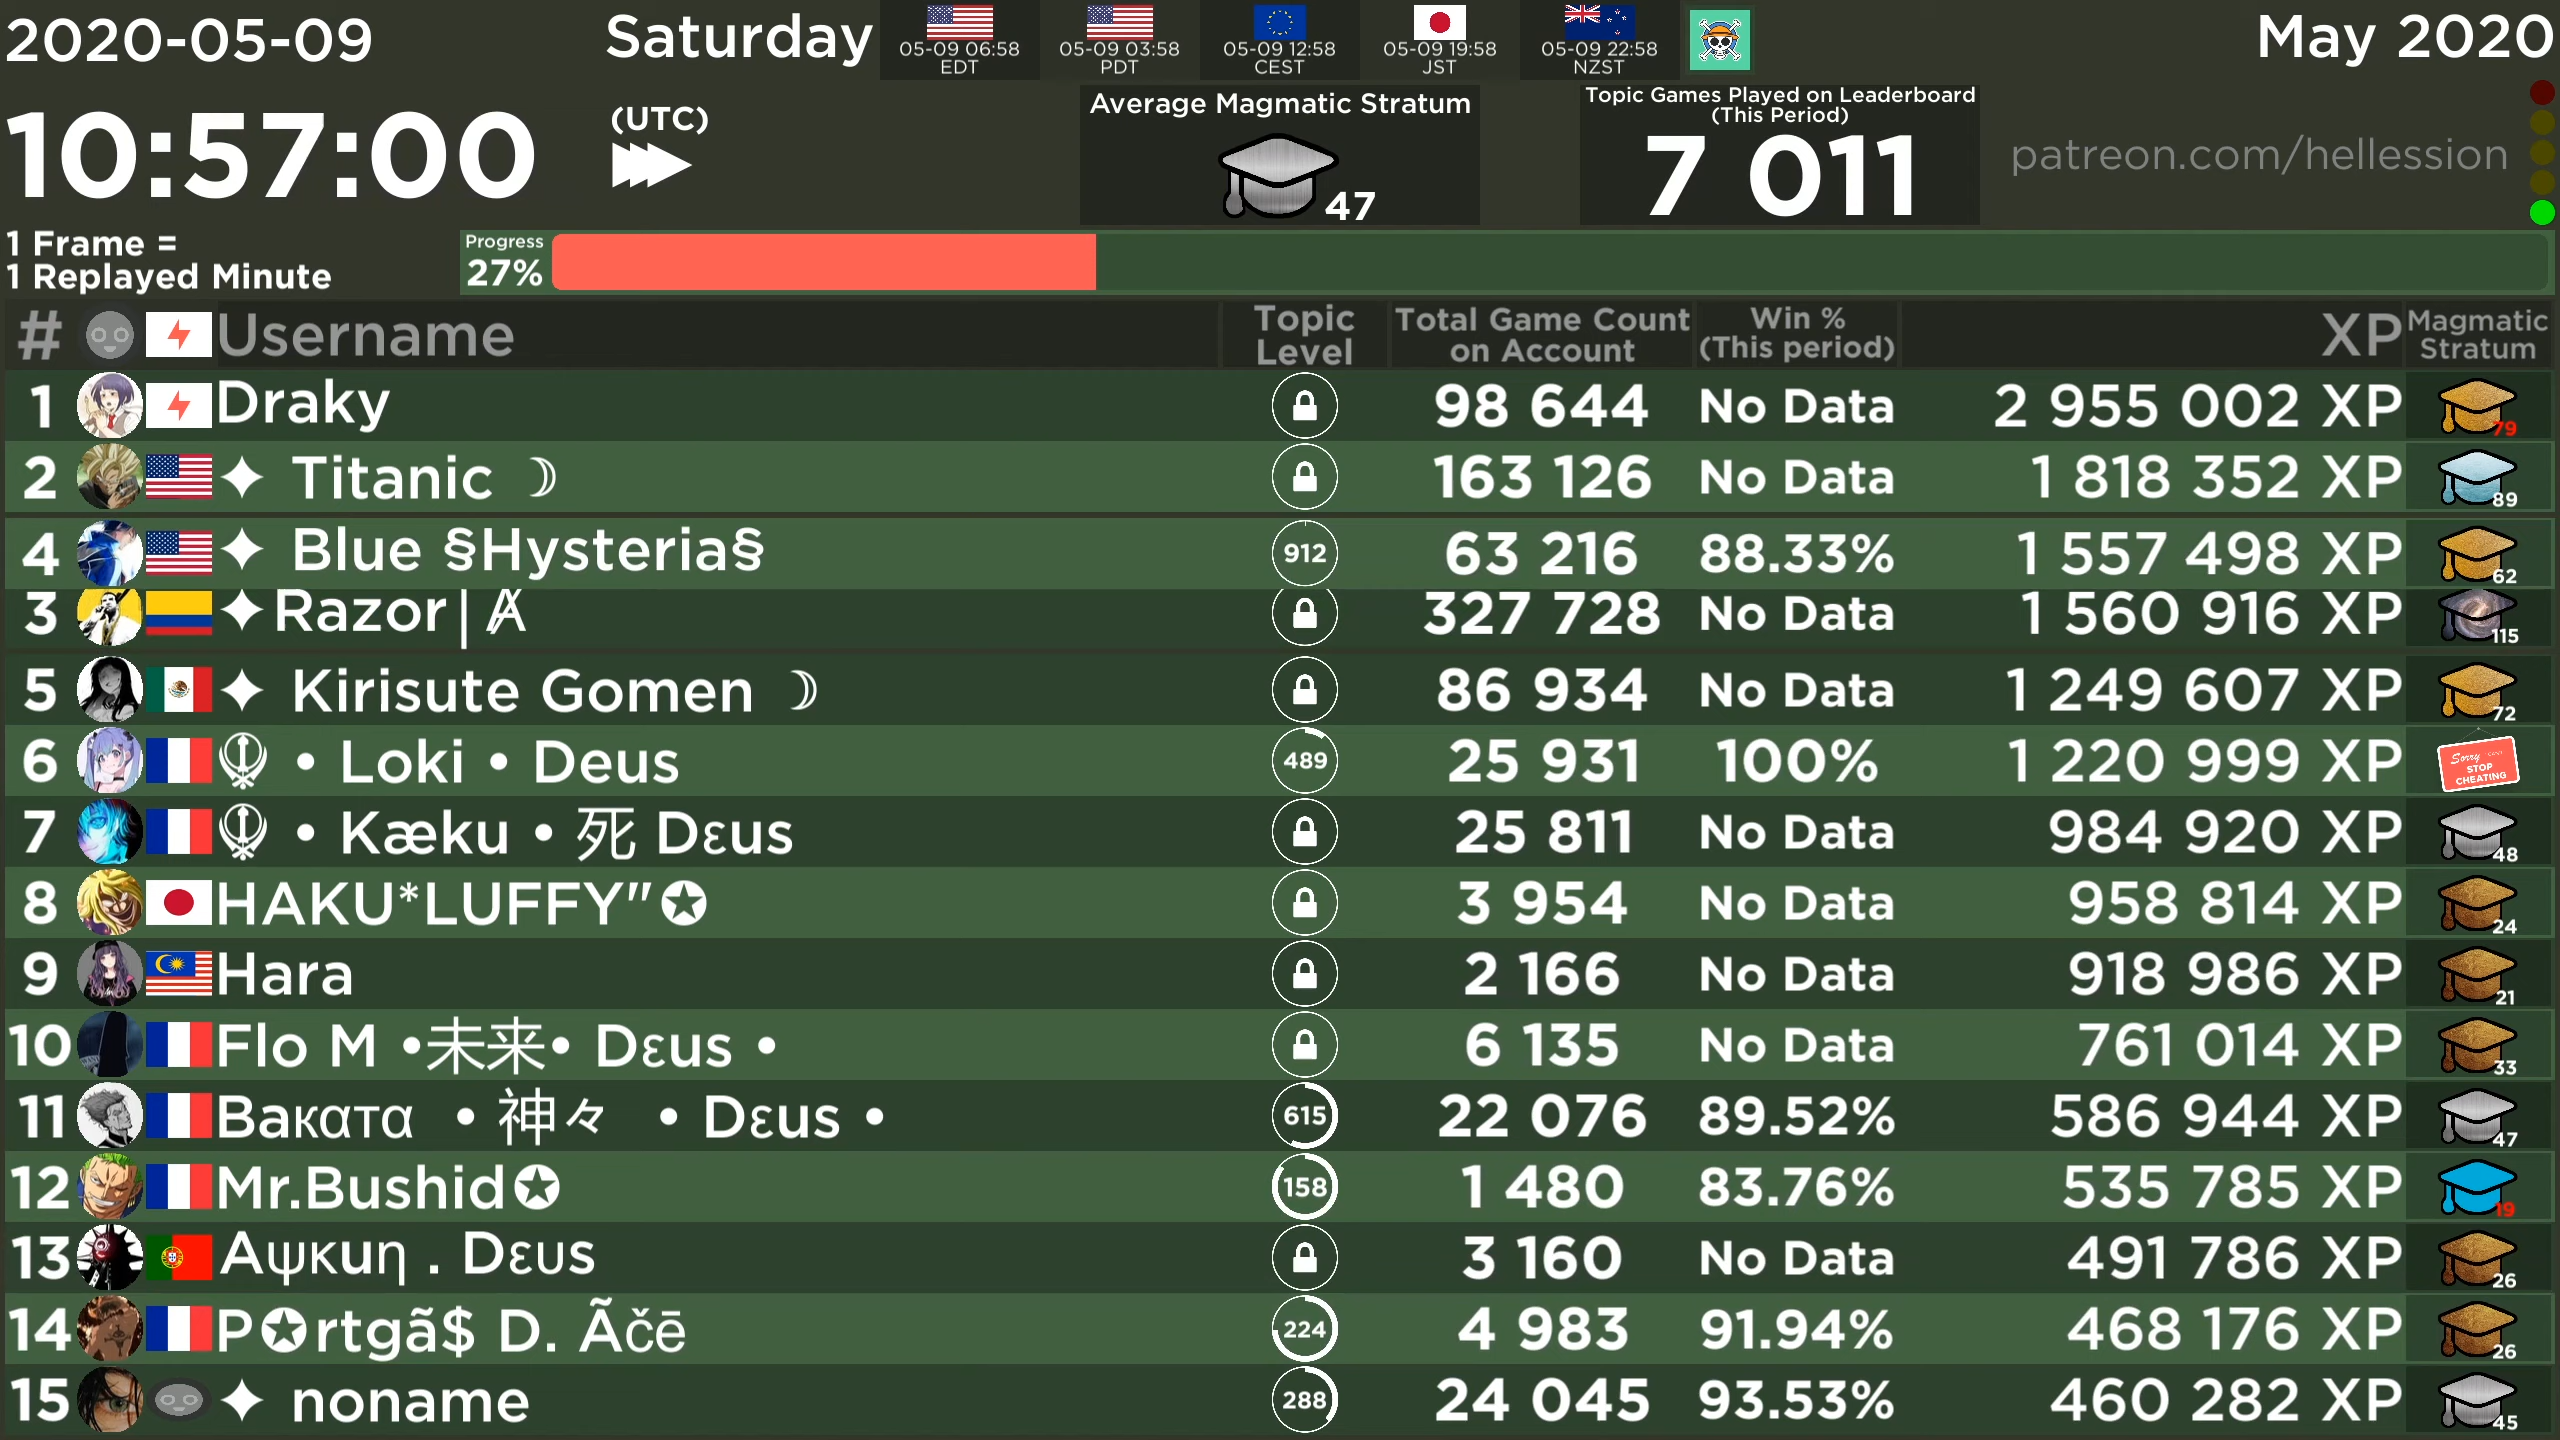 2020-05-09
Saturday
05-09 06:58
EDT
05-09 03:58
PDT
05-09 12:58
CEST
05-09 19:58
JST
05-09 22:58
NZST
May 2020
10:57:00
(UTC)
Average Magmatic Stratum
47
Topic Games Played on Leaderboard
(This Period)
7 011
patreon.com/hellession
1 Frame =
1 Replayed Minute
Progress
27%
# Username Topic Level Total Game Count on Account Win % (This period) XP Magmatic Stratum
1 Draky 98 644 No Data 2 955 002 XP 79
2 ✦ Titanic ☽ 163 126 No Data 1 818 352 XP 89
4 ✦ Blue §Hysteria§ 912 63 216 88.33% 1 557 498 XP 62
3 ✦Razor| Ⱥ 327 728 No Data 1 560 916 XP 115
5 ✦ Kirisute Gomen ☽ 86 934 No Data 1 249 607 XP 72
6 ☬ • Loki • Deus 489 25 931 100% 1 220 999 XP Sorry STOP CHEATING
7 ☬ • Kæku • 死 Dεus 25 811 No Data 984 920 XP 48
8 HAKU*LUFFY"✪ 3 954 No Data 958 814 XP 24
9 Hara 2 166 No Data 918 986 XP 21
10 Flo M •未来• Dεus • 6 135 No Data 761 014 XP 33
11 Baκατα • 神々 • Dεus • 615 22 076 89.52% 586 944 XP 47
12 Mr.Bushid✪ 158 1 480 83.76% 535 785 XP 19
13 Aψκuη . Dευs 3 160 No Data 491 786 XP 26
14 P✪rtgã$ D. Ãčē 224 4 983 91.94% 468 176 XP 26
15 ✦ noname 288 24 045 93.53% 460 282 XP 45